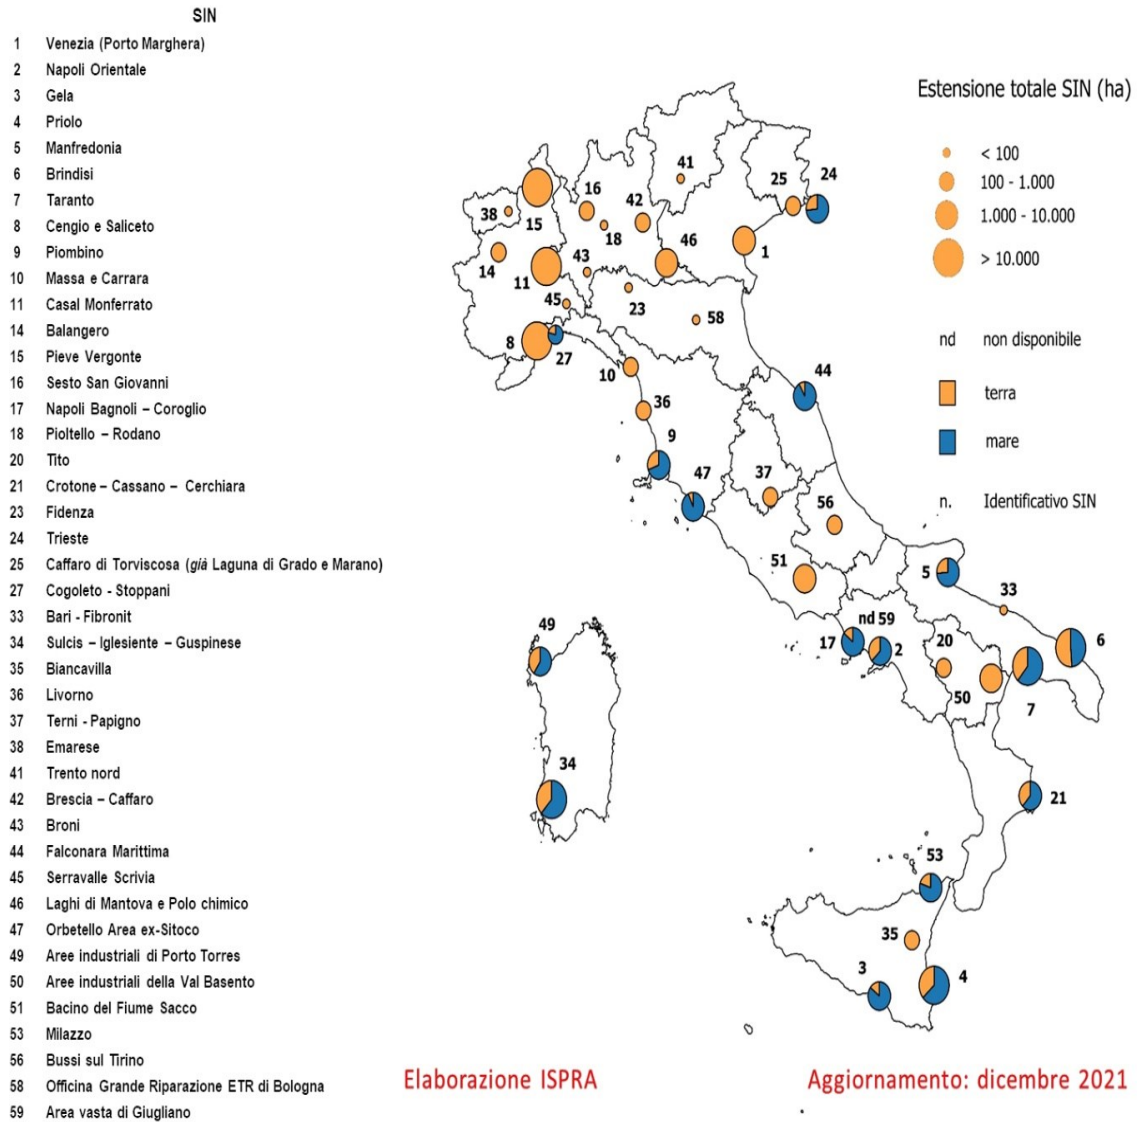 SIN
1 Venezia (Porto Marghera)
2 Napoli Orientale
3 Gela
4 Priolo
5 Manfredonia
6 Brindisi
7 Taranto
8 Cengio e Saliceto
9 Piombino
10 Massa e Carrara
11 Casal Monferrato
14 Balangero
15 Pieve Vergonte
16 Sesto San Giovanni
17 Napoli Bagnoli – Coroglio
18 Pioltello – Rodano
20 Tito
21 Crotone – Cassano – Cerchiara
23 Fidenza
24 Trieste
25 Caffaro di Torviscosa (già Laguna di Grado e Marano)
27 Cogoleto - Stoppani
33 Bari - Fibronit
34 Sulcis – Iglesiente – Guspinese
35 Biancavilla
36 Livorno
37 Terni - Papigno
38 Emarese
41 Trento nord
42 Brescia – Caffaro
43 Broni
44 Falconara Marittima
45 Serravalle Scrivia
46 Laghi di Mantova e Polo chimico
47 Orbetello Area ex-Sitoco
49 Aree industriali di Porto Torres
50 Aree industriali della Val Basento
51 Bacino del Fiume Sacco
53 Milazzo
56 Bussi sul Tirino
58 Officina Grande Riparazione ETR di Bologna
59 Area vasta di Giugliano
Estensione totale SIN (ha)
< 100
100 - 1.000
1.000 - 10.000
> 10.000
nd non disponibile
terra
mare
n. Identificativo SIN
41
24
25
16
42
38
15
18
46
1
14
43
11
45
23
58
8
27
10
44
36
9
47
37
56
51
5
33
49
nd 59
17
2
20
6
50
7
34
21
53
35
3
4
Elaborazione ISPRA
Aggiornamento: dicembre 2021